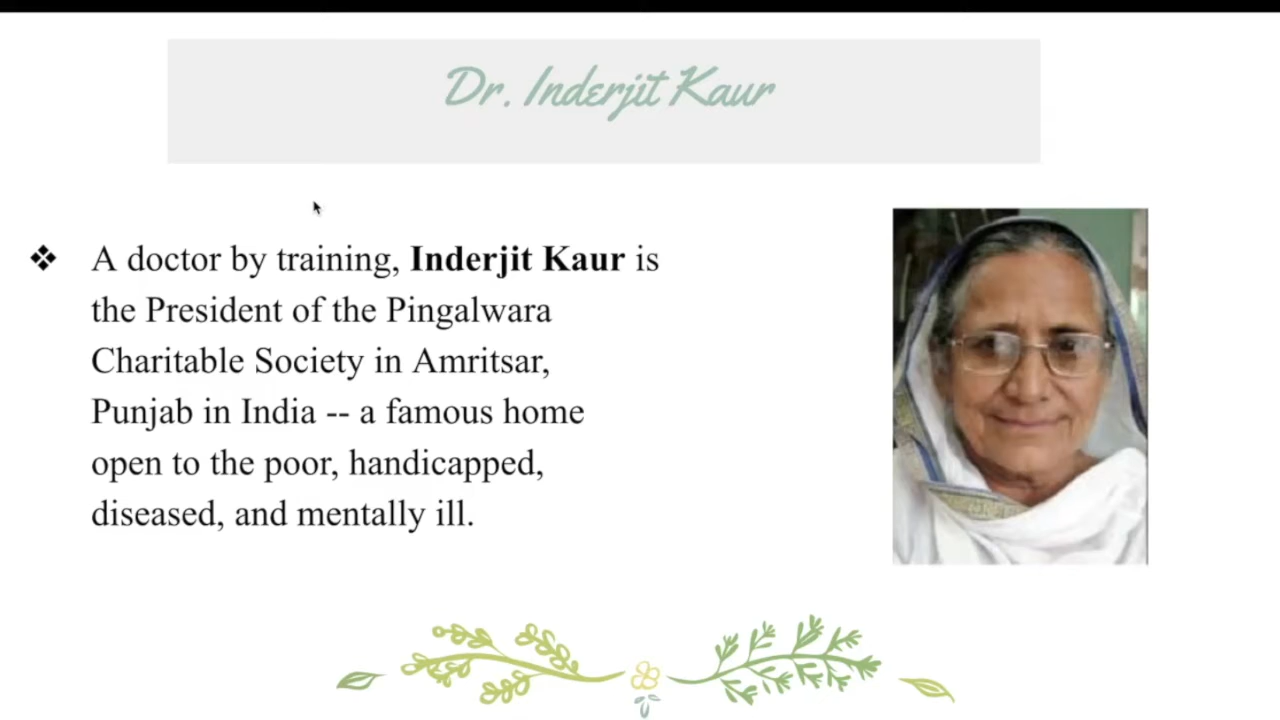 Dr. Inderjit Kaur
❖ A doctor by training, Inderjit Kaur is
the President of the Pingalwara
Charitable Society in Amritsar,
Punjab in India -- a famous home
open to the poor, handicapped,
diseased, and mentally ill.